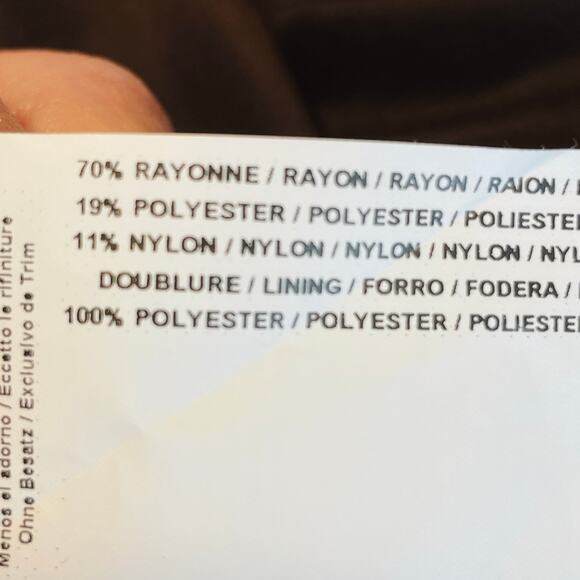 70% RAYONNE / RAYON / RAYON / RAION /
19% POLYESTER / POLYESTER / POLIESTER
11% NYLON / NYLON / NYLON / NYLON / NYL
DOUBLURE / LINING / FORRO / FODERA /
100% POLYESTER / POLYESTER / POLIESTER
Menos el adorno / Eccetto le rifiniture
Ohne Besatz / Exclusivo de Trim